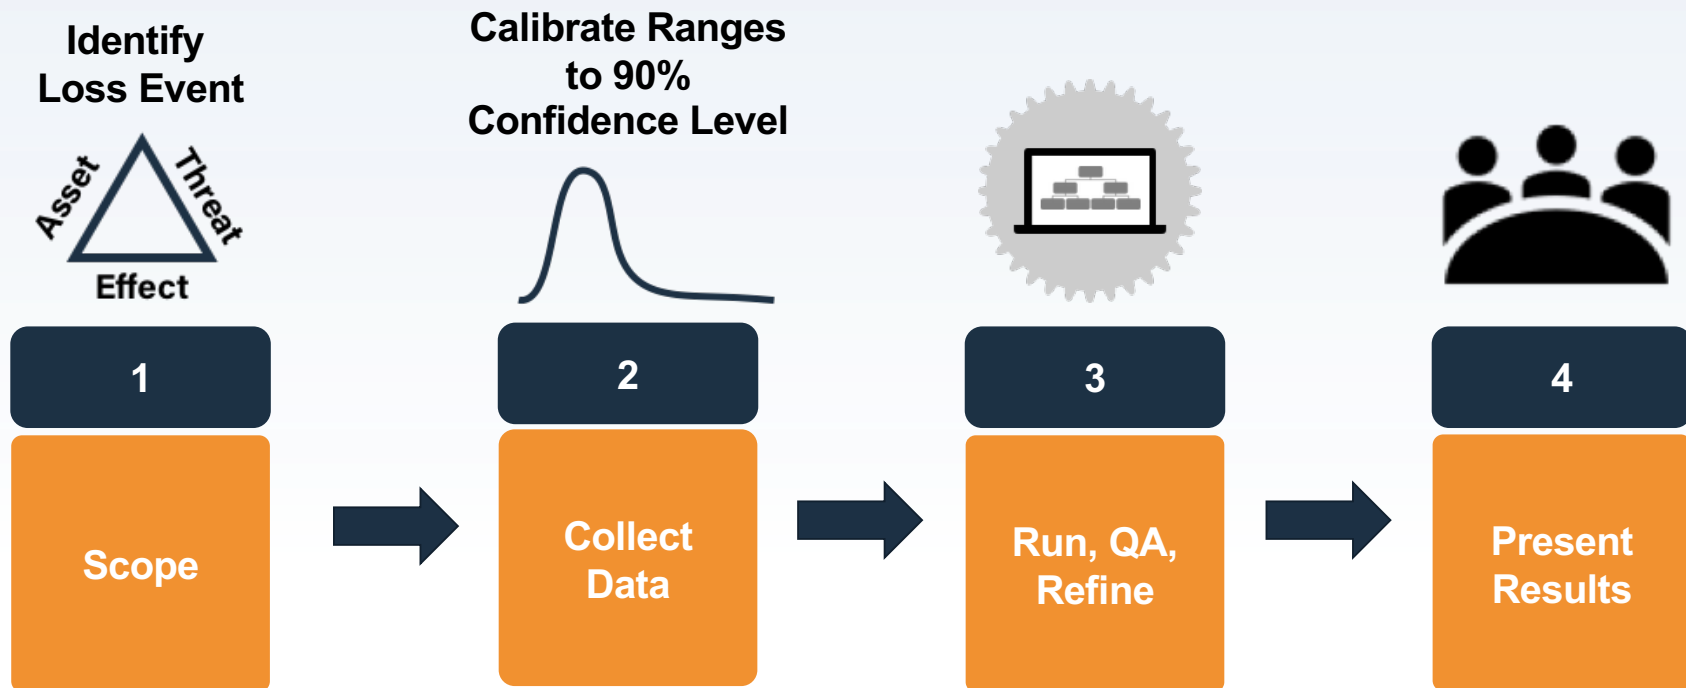 Identify
Loss Event
Asset
Threat
Effect
Calibrate Ranges
to 90%
Confidence Level
1
2
3
4
Scope
Collect
Data
Run, QA,
Refine
Present
Results